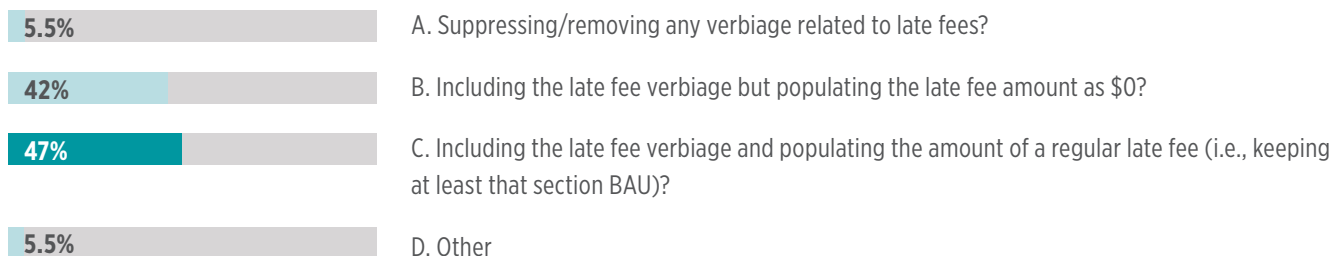 5.5% A. Suppressing/removing any verbiage related to late fees?
42% B. Including the late fee verbiage but populating the late fee amount as $0?
47% C. Including the late fee verbiage and populating the amount of a regular late fee (i.e., keeping
at least that section BAU)?
5.5% D. Other